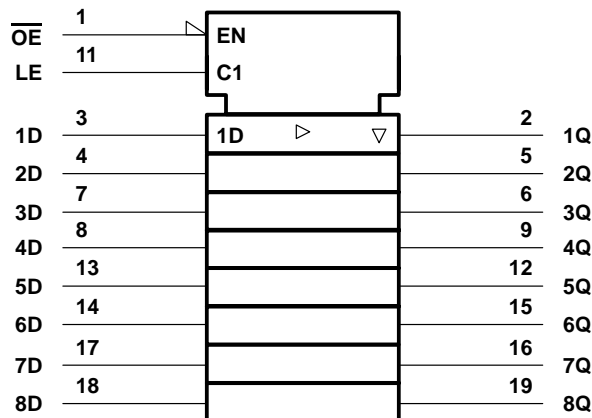 1
OE EN
11
LE C1
3 2
1D 1D 1Q
4 5
2D 2Q
7 6
3D 3Q
8 9
4D 4Q
13 12
5D 5Q
14 15
6D 6Q
17 16
7D 7Q
18 19
8D 8Q